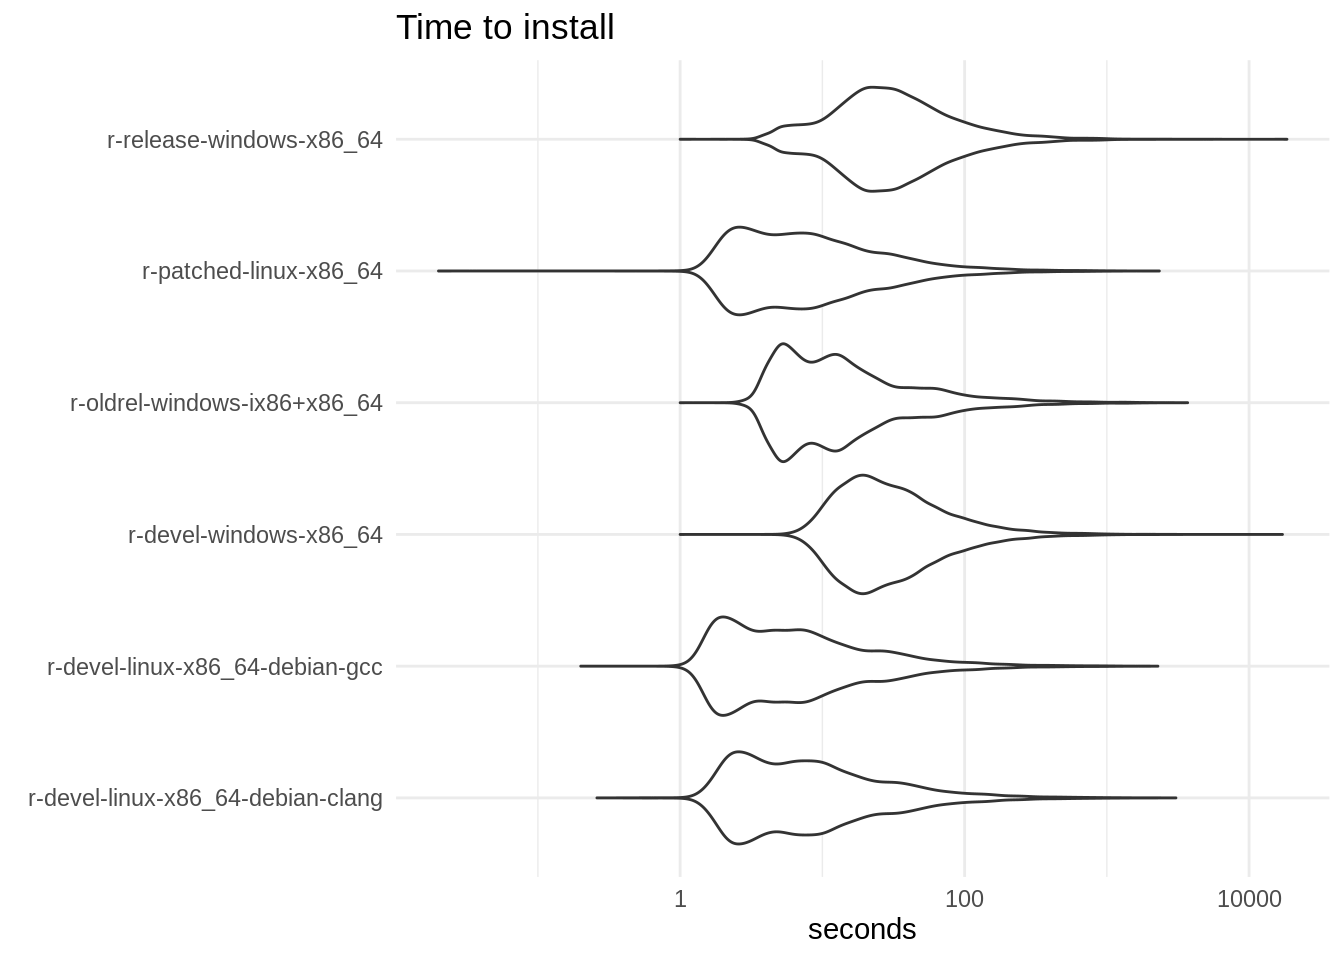 Time to install
r-release-windows-x86_64
r-patched-linux-x86_64
r-oldrel-windows-ix86+x86_64
r-devel-windows-x86_64
r-devel-linux-x86_64-debian-gcc
r-devel-linux-x86_64-debian-clang
1 100 10000
seconds